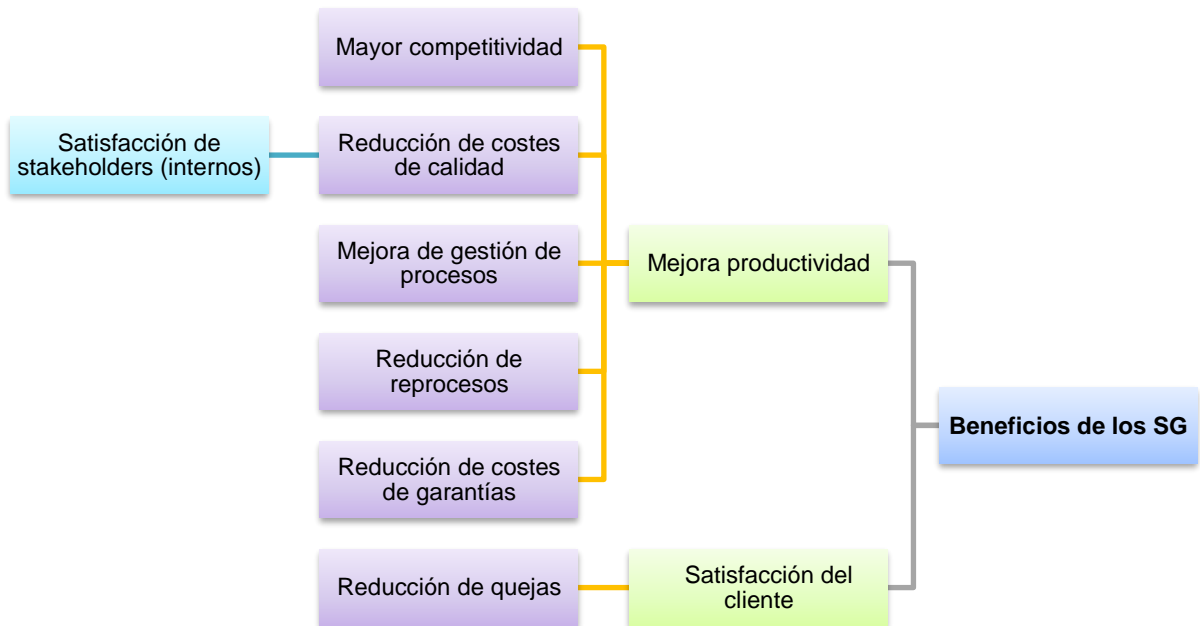 Mayor competitividad
Satisfacción de
stakeholders (internos)
Reducción de costes
de calidad
Mejora de gestión de
procesos
Mejora productividad
Reducción de
reprocesos
Beneficios de los SG
Reducción de costes
de garantías
Reducción de quejas
Satisfacción del
cliente